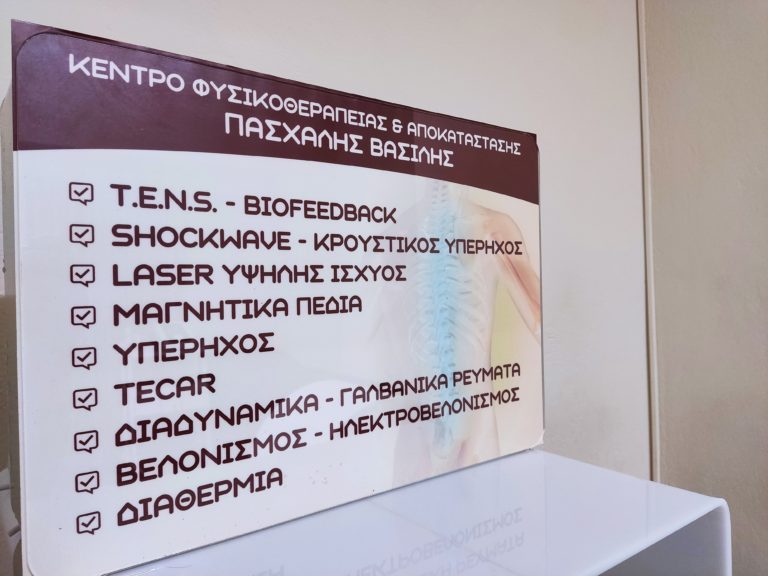 ΚΕΝΤΡΟ ΦΥΣΙΚΟΘΕΡΑΠΕΙΑΣ & ΑΠΟΚΑΤΑΣΤΑΣΗΣ
ΠΑΣΧΑΛΗΣ ΒΑΣΙΛΗΣ
T.E.N.S. - BIOFEEDBACK
SHOCKWAVE - ΚΡΟΥΣΤΙΚΟΣ ΥΠΕΡΗΧΟΣ
LASER ΥΨΗΛΗΣ ΙΣΧΥΟΣ
ΜΑΓΝΗΤΙΚΑ ΠΕΔΙΑ
ΥΠΕΡΗΧΟΣ
TECAR
ΔΙΑΔΥΝΑΜΙΚΑ - ΓΑΛΒΑΝΙΚΑ ΡΕΥΜΑΤΑ
ΒΕΛΟΝΙΣΜΟΣ - ΗΛΕΚΤΡΟΒΕΛΟΝΙΣΜΟΣ
ΔΙΑΘΕΡΜΙΑ